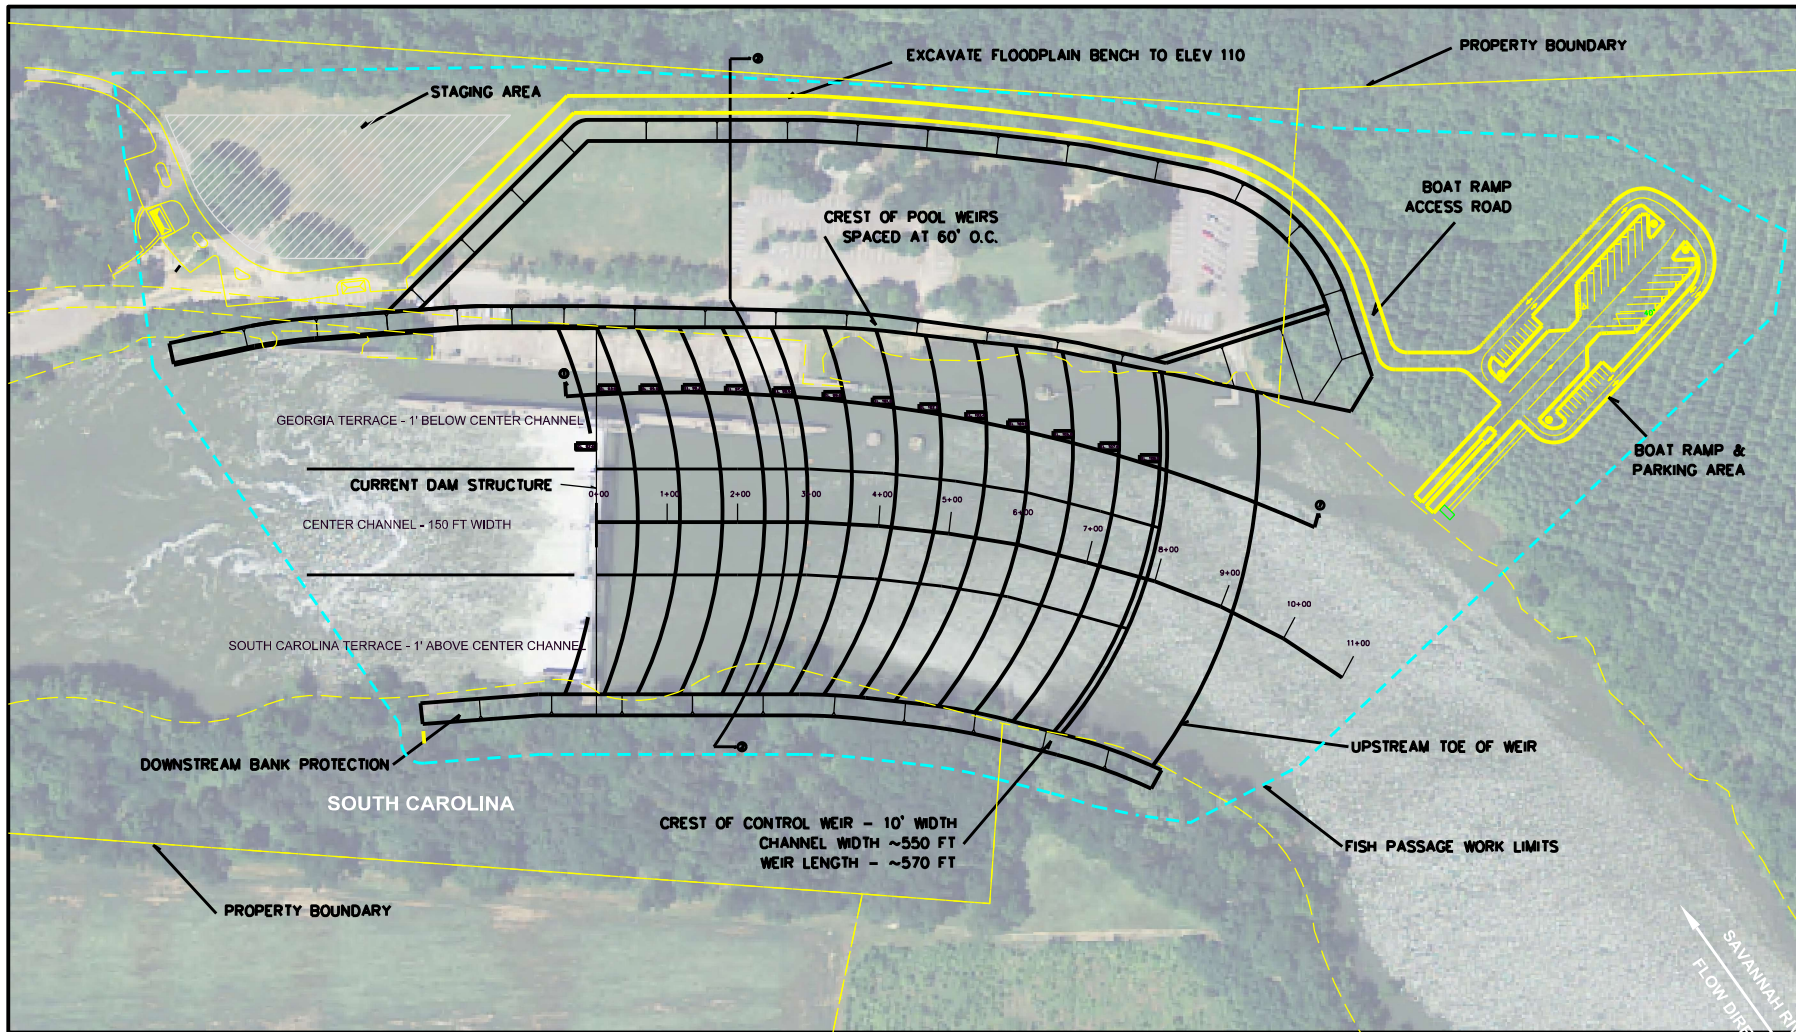 EXCAVATE FLOODPLAIN BENCH TO ELEV 110
PROPERTY BOUNDARY
STAGING AREA
BOAT RAMP
ACCESS ROAD
CREST OF POOL WEIRS
SPACED AT 60' O.C.
GEORGIA TERRACE - 1' BELOW CENTER CHANNEL
CURRENT DAM STRUCTURE
CENTER CHANNEL - 150 FT WIDTH
0+00
1+00
2+00
3+00
4+00
5+00
6+00
7+00
8+00
9+00
10+00
11+00
BOAT RAMP &
PARKING AREA
SOUTH CAROLINA TERRACE - 1' ABOVE CENTER CHANNEL
DOWNSTREAM BANK PROTECTION
SOUTH CAROLINA
UPSTREAM TOE OF WEIR
CREST OF CONTROL WEIR - 10' WIDTH
CHANNEL WIDTH ~550 FT
WEIR LENGTH - ~570 FT
FISH PASSAGE WORK LIMITS
PROPERTY BOUNDARY
SAVANNAH RI
FLOW DIRE